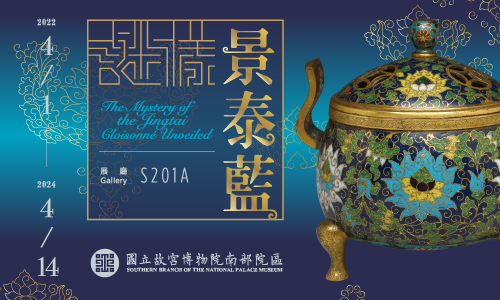 2022
4/1
2024
4/14
謎樣
景泰藍
The Mystery of
the Jingtai
Cloisonné Unveiled
展廳
Gallery
S201A
國立故宮博物院南部院區
SOUTHERN BRANCH OF THE NATIONAL PALACE MUSEUM